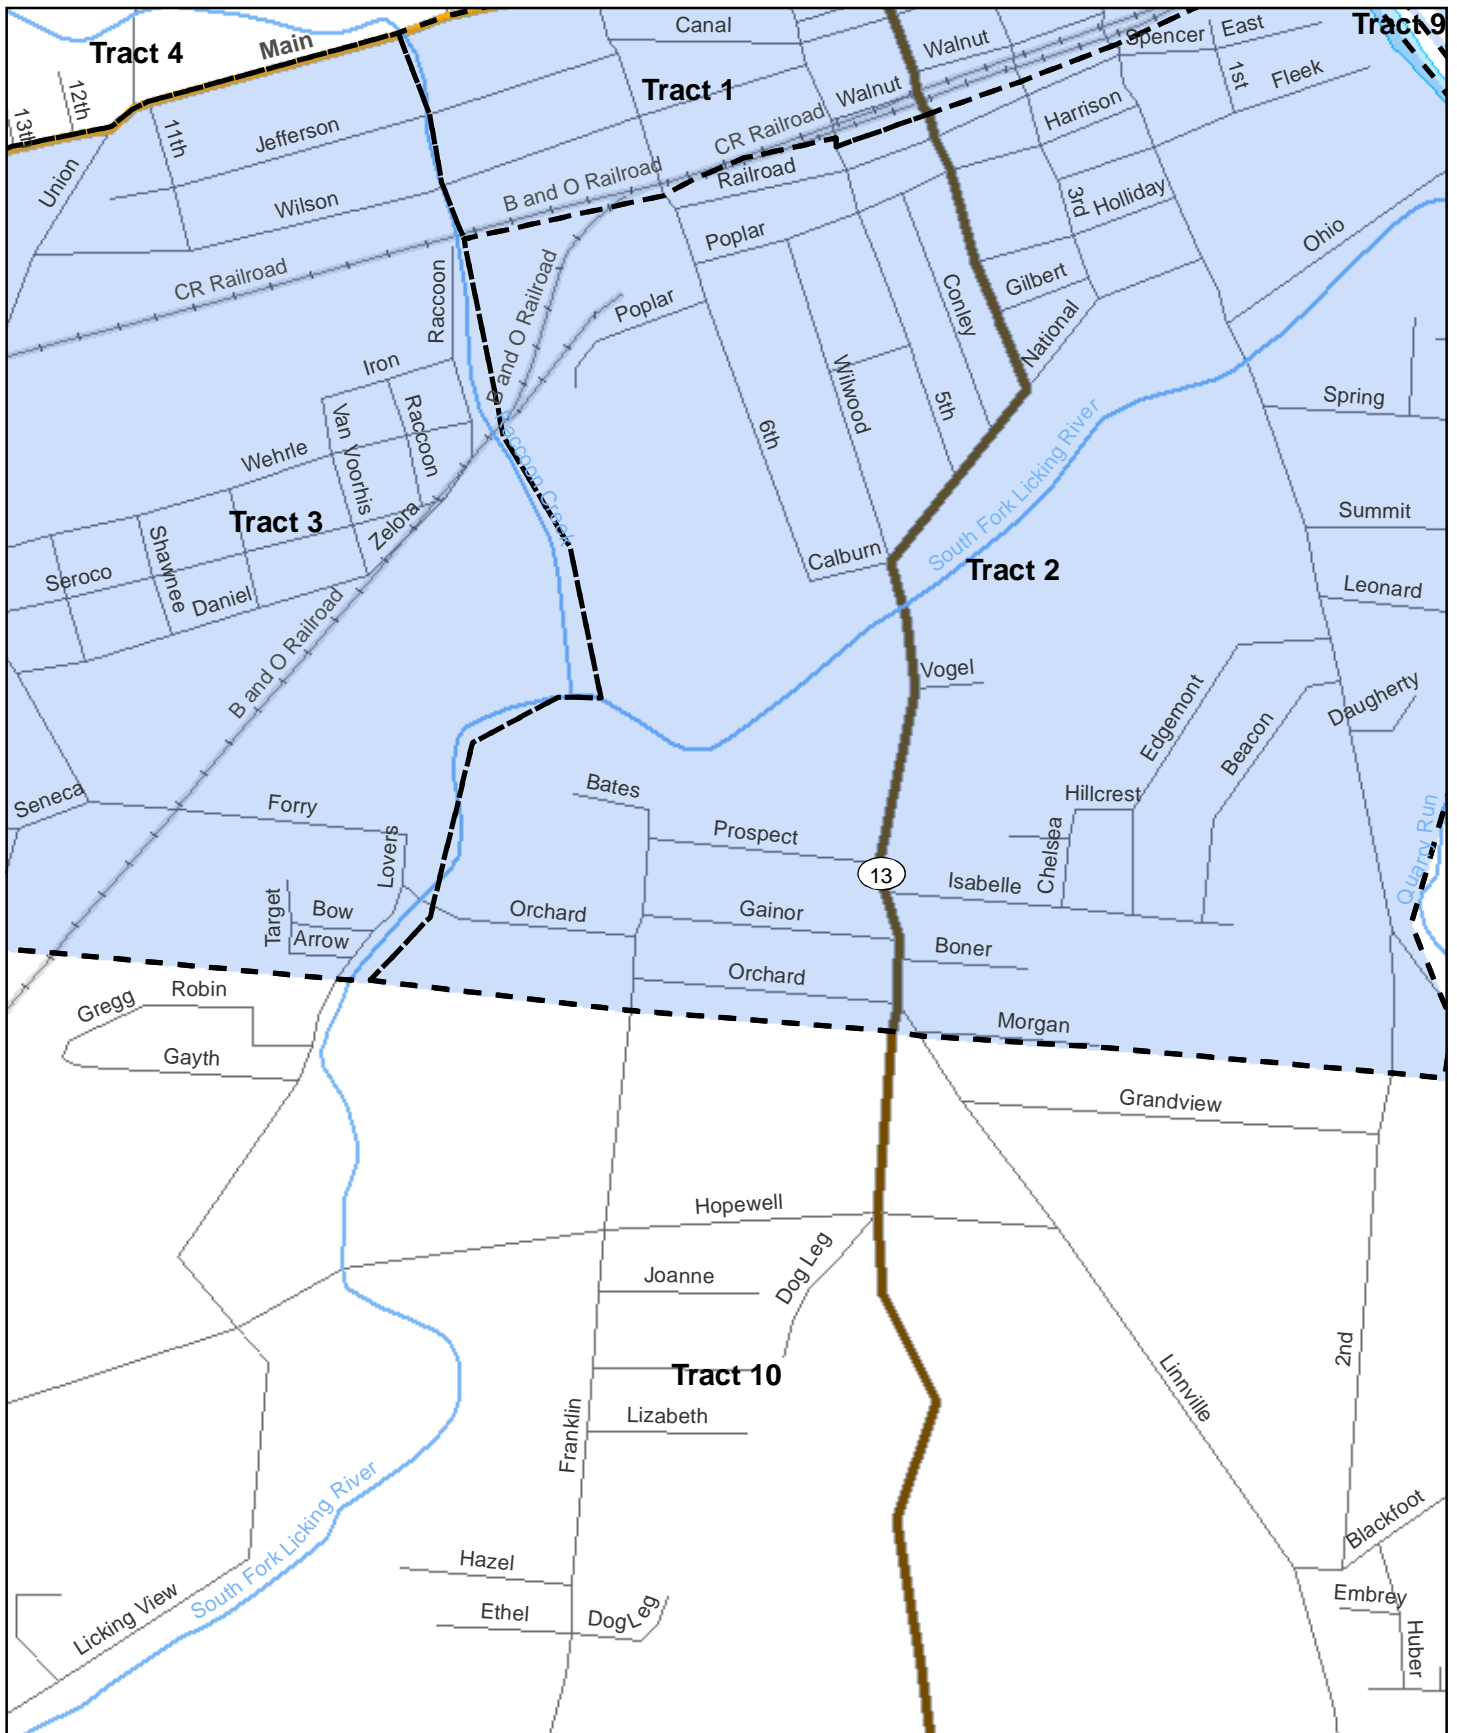 Tract 4
Main
Canal
Tract 9
East
Spencer
Walnut
Tract 1
Walnut
1st
Fleek
12th
13th
11th
Jefferson
Harrison
CR Railroad
Railroad
B and O Railroad
Union
Wilson
3rd
Holliday
Poplar
Ohio
CR Railroad
Raccoon
B and O Railroad
Poplar
Conley
Gilbert
National
Iron
Van Voorhis
Raccoon
Wilwood
5th
6th
Spring
Wehrle
Raccoon Creek
South Fork Licking River
Tract 3
Zelora
Summit
Shawnee
Seroco
Daniel
Calburn
Tract 2
Leonard
B and O Railroad
Vogel
Edgemont
Beacon
Daugherty
Seneca
Forry
Bates
Hillcrest
Prospect
Lovers
Chelsea
Quarry Run
13
Isabelle
Target
Bow
Arrow
Orchard
Gainor
Boner
Orchard
Robin
Gregg
Gayth
Morgan
Grandview
Hopewell
Dog Leg
Joanne
Tract 10
Linnville
2nd
Franklin
Lizabeth
South Fork Licking River
Blackfoot
Hazel
Ethel
DogLeg
Embrey
Huber
Licking View